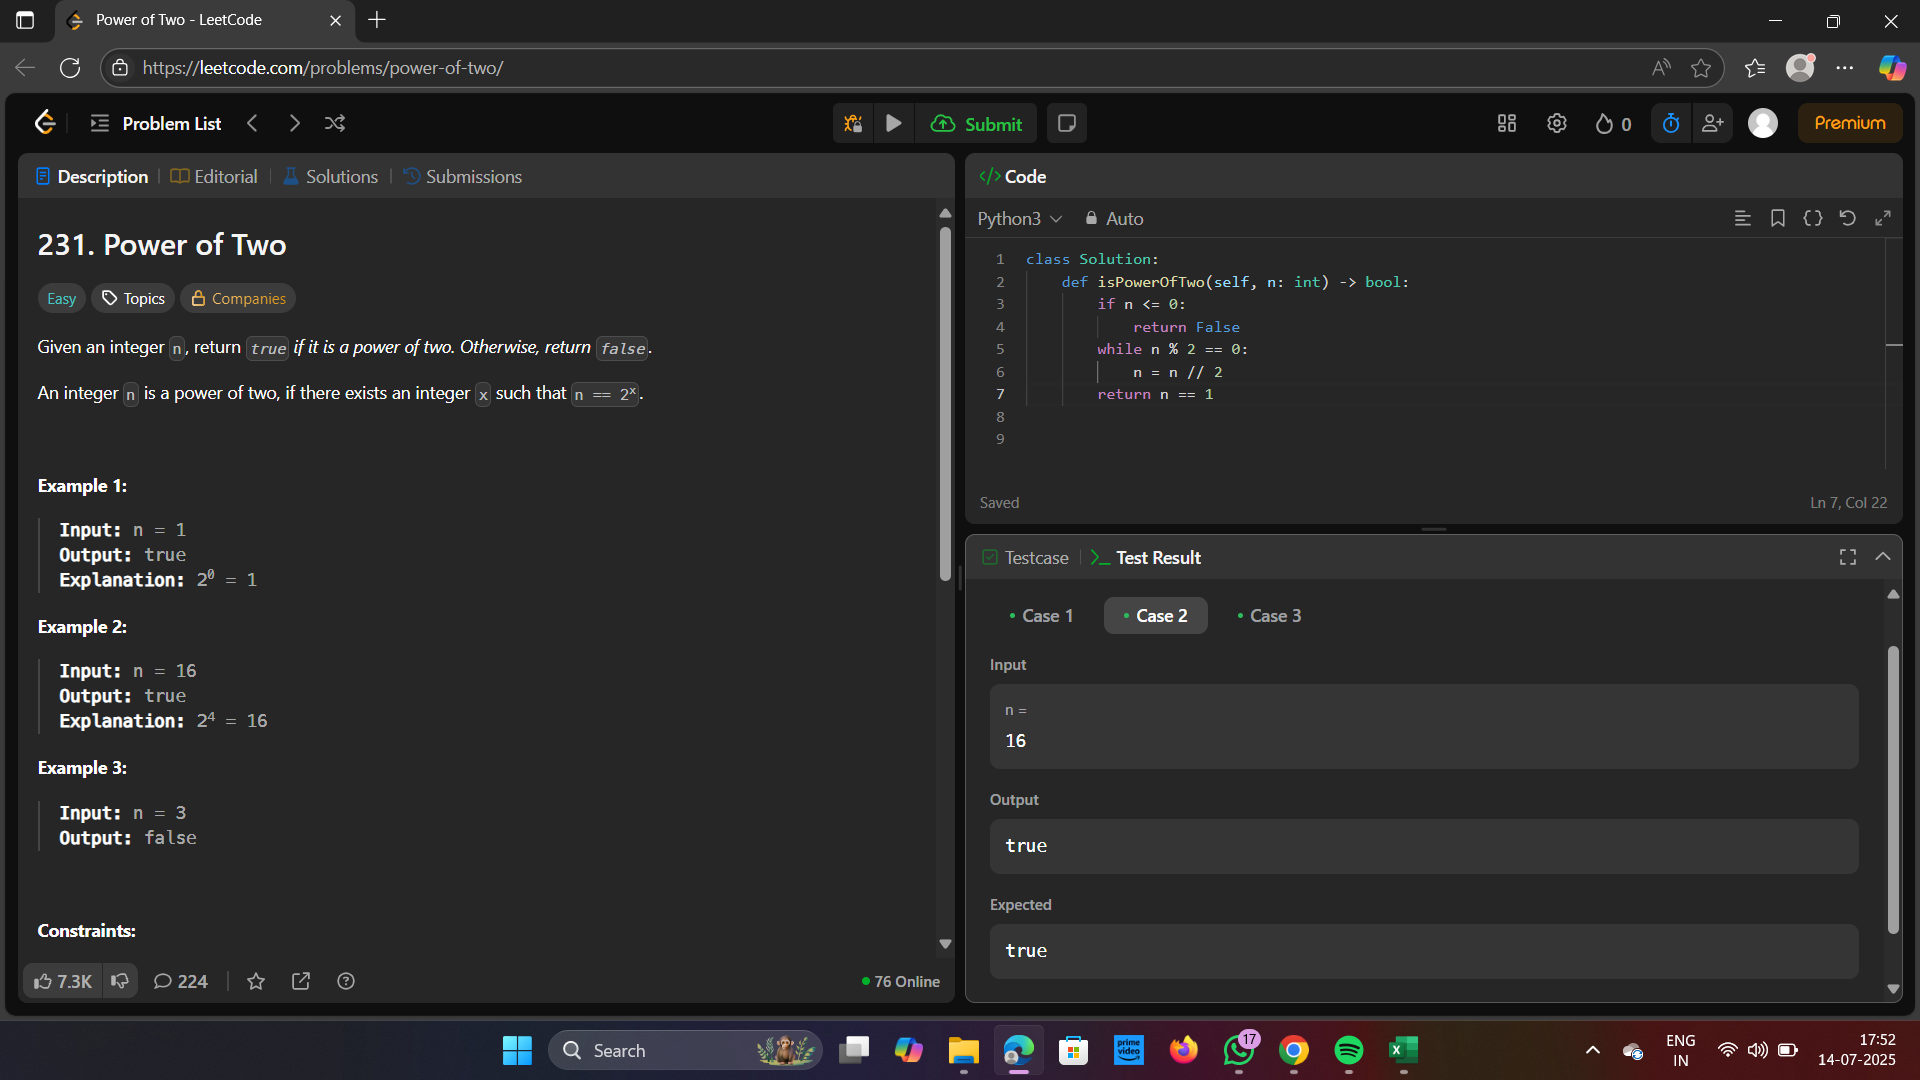 Power of Two - LeetCode
https://leetcode.com/problems/power-of-two/
Problem List
Submit
0
Premium
Description
Editorial
Solutions
Submissions
231. Power of Two
Easy
Topics
Companies
Given an integer n, return true if it is a power of two. Otherwise, return false.
An integer n is a power of two, if there exists an integer x such that n == 2ˣ.
Example 1:
Input: n = 1
Output: true
Explanation: 2⁰ = 1
Example 2:
Input: n = 16
Output: true
Explanation: 2⁴ = 16
Example 3:
Input: n = 3
Output: false
Constraints:
7.3K
224
76 Online
</> Code
Python3
Auto
1 class Solution:
2 def isPowerOfTwo(self, n: int) -> bool:
3 if n <= 0:
4 return False
5 while n % 2 == 0:
6 n = n // 2
7 return n == 1
8
9
Saved
Ln 7, Col 22
Testcase
Test Result
Case 1
Case 2
Case 3
Input
n =
16
Output
true
Expected
true
Search
prime video
17
ENG
IN
17:52
14-07-2025